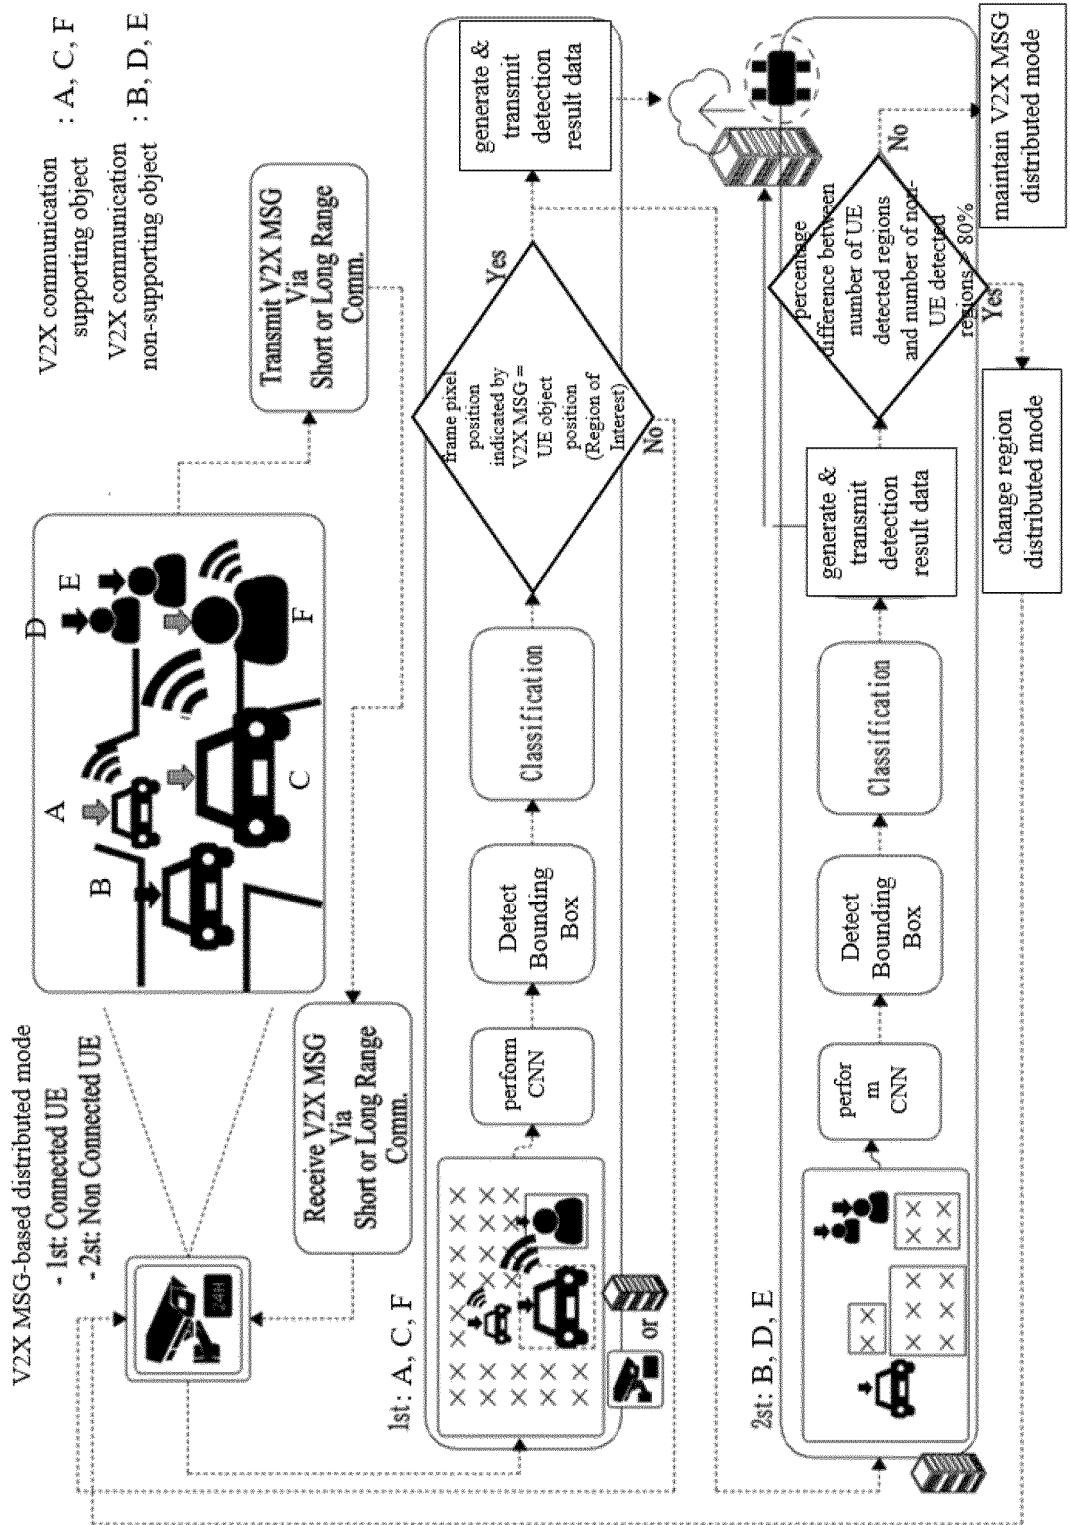 V2X MSG-based distributed mode
- 1st: Connected UE
- 2st: Non Connected UE
V2X communication
supporting object
: A, C, F
V2X communication
non-supporting object
: B, D, E
A
B
C
D
E
F
24H
Transmit V2X MSG
Via
Short or Long Range
Comm.
Receive V2X MSG
Via
Short or Long Range
Comm.
1st: A, C, F
or
perform
CNN
Detect
Bounding
Box
Classification
frame pixel
position
indicated by
V2X MSG =
UE object
position
(Region of
Interest)
Yes
No
generate &
transmit
detection
result data
2st: B, D, E
perfor
m
CNN
Detect
Bounding
Box
Classification
generate &
transmit
detection
result data
percentage
difference between
number of UE
detected regions
and number of non-
UE detected
regions > 80%
No
Yes
maintain V2X MSG
distributed mode
change region
distributed mode